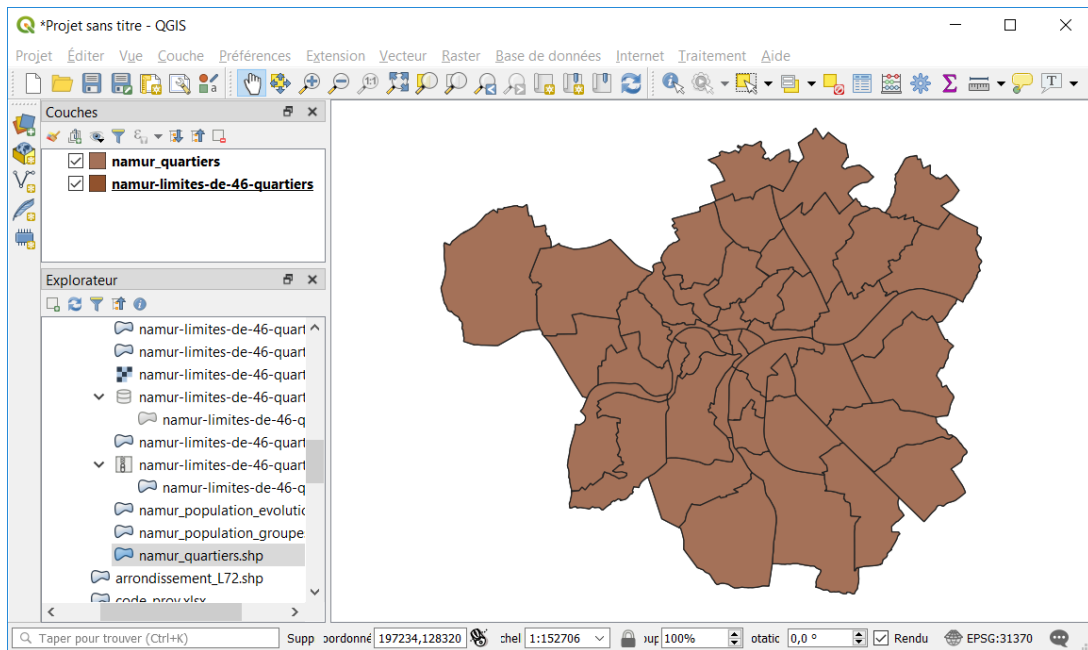 *Projet sans titre - QGIS
Projet Éditer Vue Couche Préférences Extension Vecteur Raster Base de données Internet Traitement Aide
Couches
namur_quartiers
namur-limites-de-46-quartiers
Explorateur
namur-limites-de-46-quart
namur-limites-de-46-quart
namur-limites-de-46-quart
namur-limites-de-46-quart
namur-limites-de-46-q
namur-limites-de-46-quart
namur-limites-de-46-quart
namur-limites-de-46-q
namur_population_evolutic
namur_population_groupe
namur_quartiers.shp
arrondissement_L72.shp
code_prov.xlsx
Taper pour trouver (Ctrl+K) Supp oordonné 197234,128320 chel 1:152706 oup 100% otatic 0,0 ° Rendu EPSG:31370